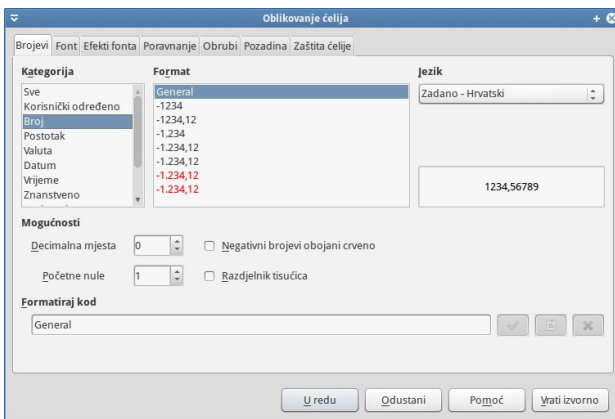 Oblikovanje ćelija
Brojevi Font Efekti fonta Poravnanje Obrubi Pozadina Zaštita ćelije
Kategorija
Sve
Korisnički određeno
Broj
Postotak
Valuta
Datum
Vrijeme
Znanstveno
Format
General
-1234
-1234,12
-1.234
-1.234,12
-1.234,12
-1.234,12
-1.234,12
Jezik
Zadano - Hrvatski
1234,56789
Mogućnosti
Decimalna mjesta 0 Negativni brojevi obojani crveno
Početne nule 1 Razdjelnik tisućica
Formatiraj kod
General
U redu Odustani Pomoć Vrati izvorno